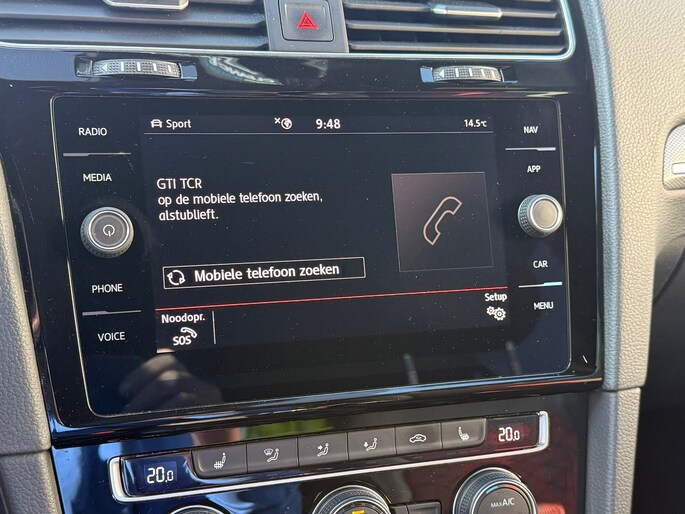 RADIO
MEDIA
PHONE
VOICE
Sport
9:48
14.5°C
GTI TCR
op de mobiele telefoon zoeken,
alstublieft.
Mobiele telefoon zoeken
Noodopr.
SOS
Setup
NAV
APP
CAR
MENU
20.0
20.0
MAX A/C